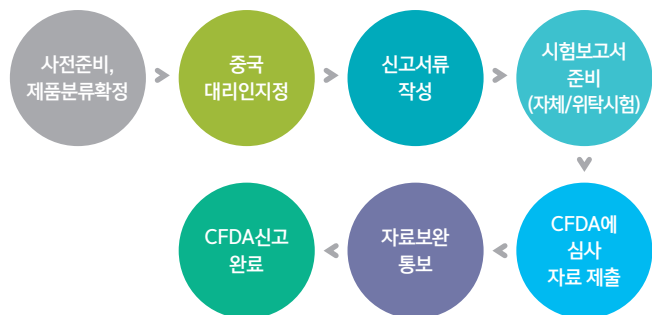 사전준비,
제품분류확정
중국
대리인지정
신고서류
작성
시험보고서
준비
(자체/위탁시험)
CFDA에
심사
자료 제출
자료보완
통보
CFDA신고
완료